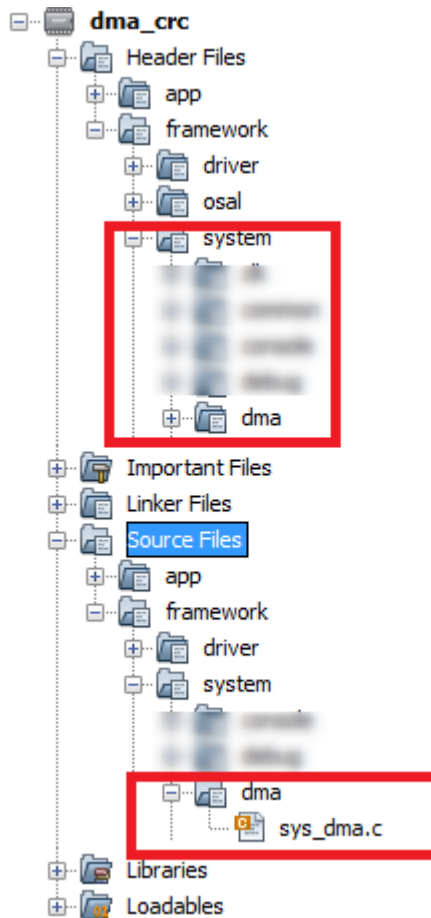 dma_crc
Header Files
app
framework
driver
osal
system
dma
Important Files
Linker Files
Source Files
app
framework
driver
system
dma
sys_dma.c
Libraries
Loadables